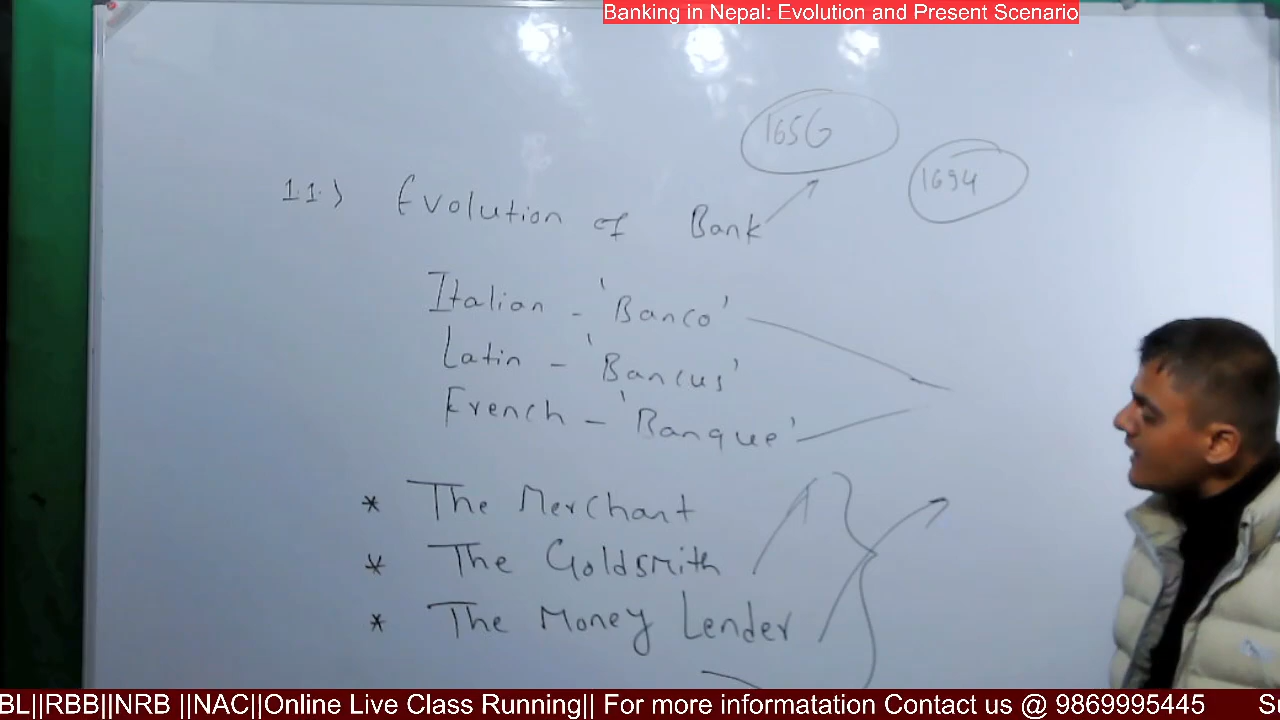 Banking in Nepal: Evolution and Present Scenario
1656
1694
1.1) Evolution of Bank
Italian - 'Banco'
Latin - 'Bancus'
French - 'Banque'
* The Merchant
* The Goldsmith
* The Money Lender
BL||RBB||NRB ||NAC||Online Live Class Running|| For more informatation Contact us @ 9869995445 S